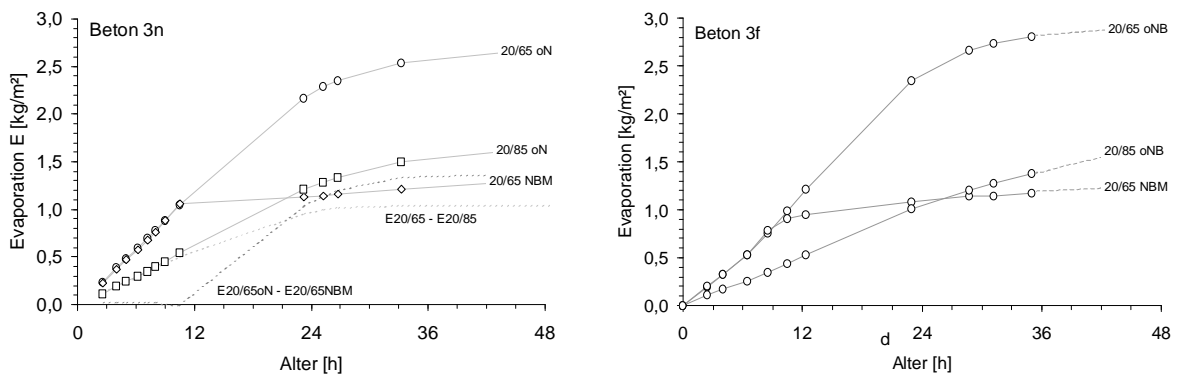 Beton 3n
Evaporation E [kg/m²]
3,0
2,5
2,0
1,5
1,0
0,5
0,0
20/65 oN
20/85 oN
20/65 NBM
E20/65 - E20/85
E20/65oN - E20/65NBM
0 12 24 36 48
Alter [h]
Beton 3f
Evaporation [kg/m²]
3,0
2,5
2,0
1,5
1,0
0,5
0,0
20/65 oNB
20/85 oNB
20/65 NBM
0 12 24 36 48
d
Alter [h]